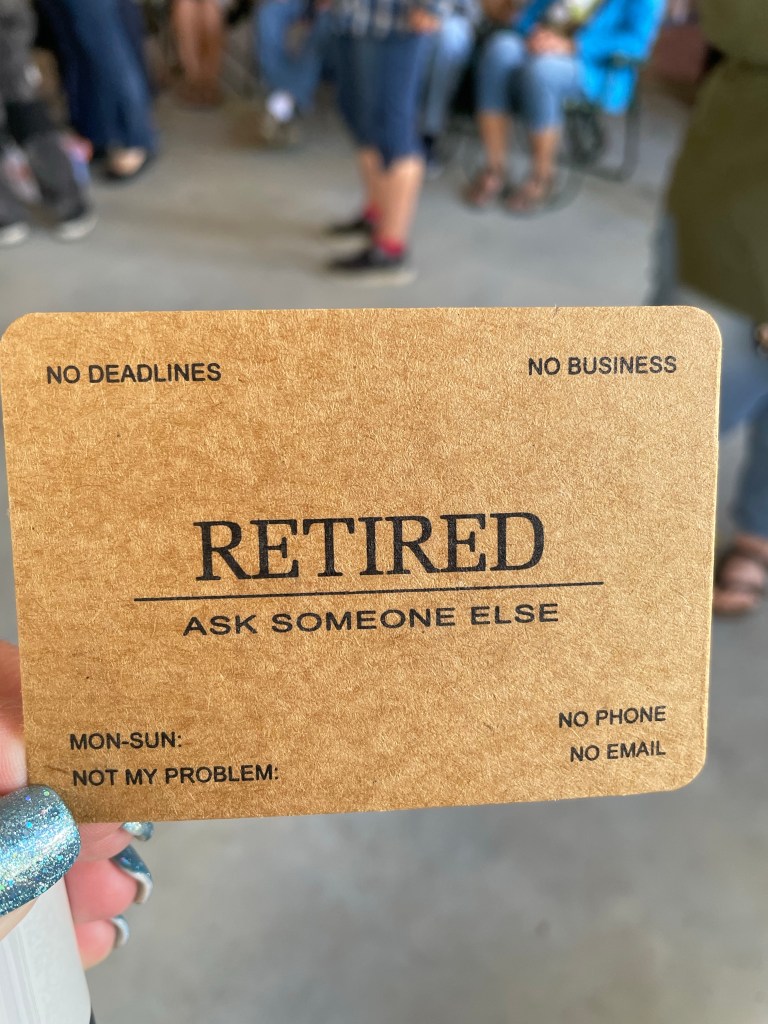 NO DEADLINES
NO BUSINESS
RETIRED
ASK SOMEONE ELSE
MON-SUN:
NOT MY PROBLEM:
NO PHONE
NO EMAIL